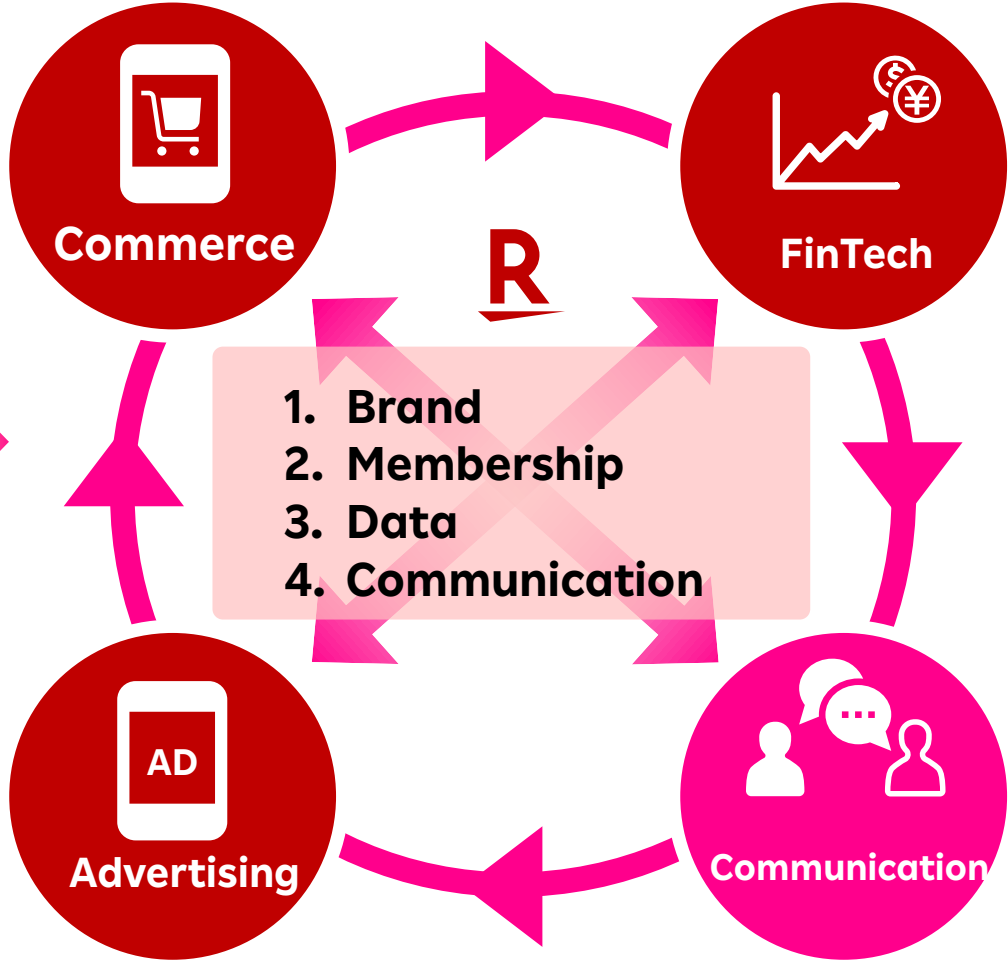 Commerce
$
¥
FinTech
R
1. Brand
2. Membership
3. Data
4. Communication
AD
Advertising
Communication